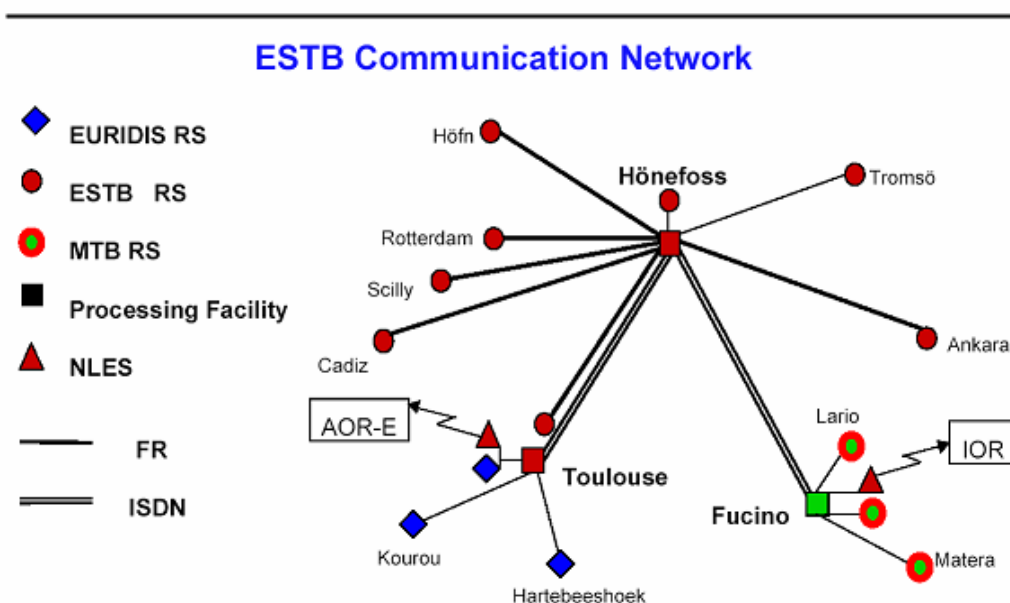 ESTB Communication Network
EURIDIS RS
ESTB RS
MTB RS
Processing Facility
NLES
FR
ISDN
Höfn
Hönefoss
Tromsö
Rotterdam
Scilly
Cadiz
Ankara
AOR-E
Lario
IOR
Toulouse
Fucino
Kourou
Matera
Hartebeeshoek